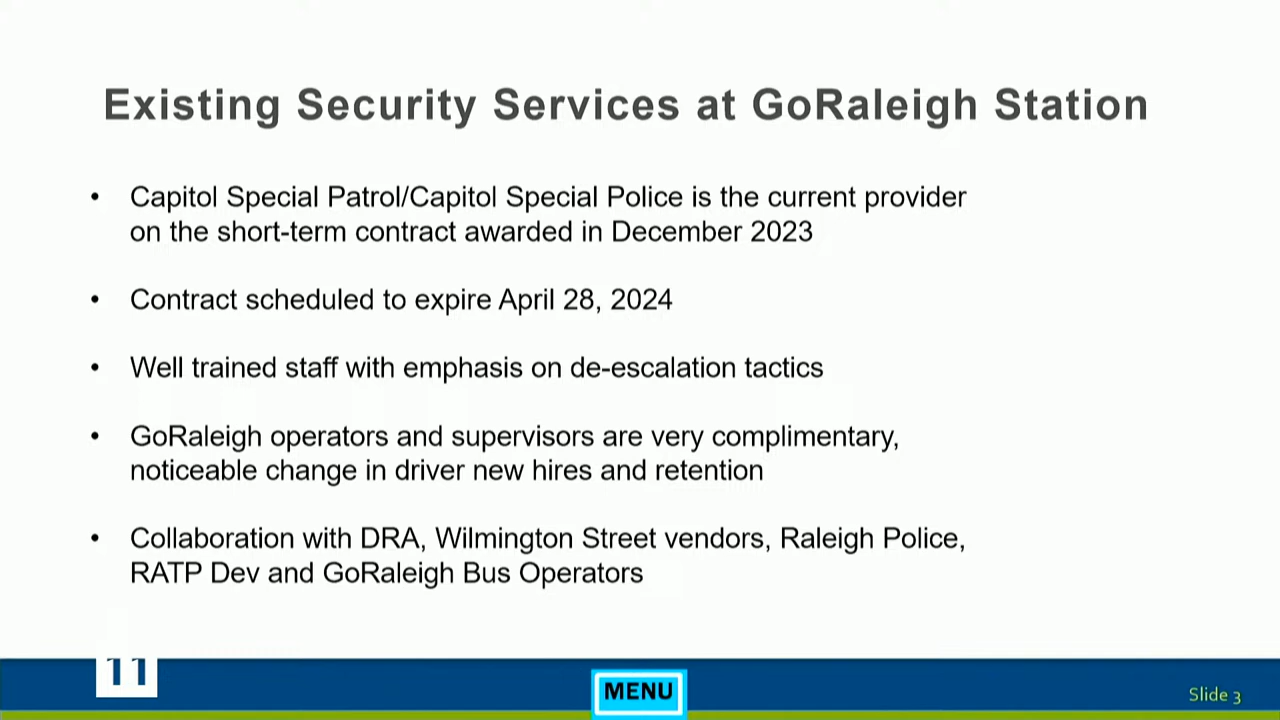 Existing Security Services at GoRaleigh Station
• Capitol Special Patrol/Capitol Special Police is the current provider
on the short-term contract awarded in December 2023
• Contract scheduled to expire April 28, 2024
• Well trained staff with emphasis on de-escalation tactics
• GoRaleigh operators and supervisors are very complimentary,
noticeable change in driver new hires and retention
• Collaboration with DRA, Wilmington Street vendors, Raleigh Police,
RATP Dev and GoRaleigh Bus Operators
11
MENU
Slide 3